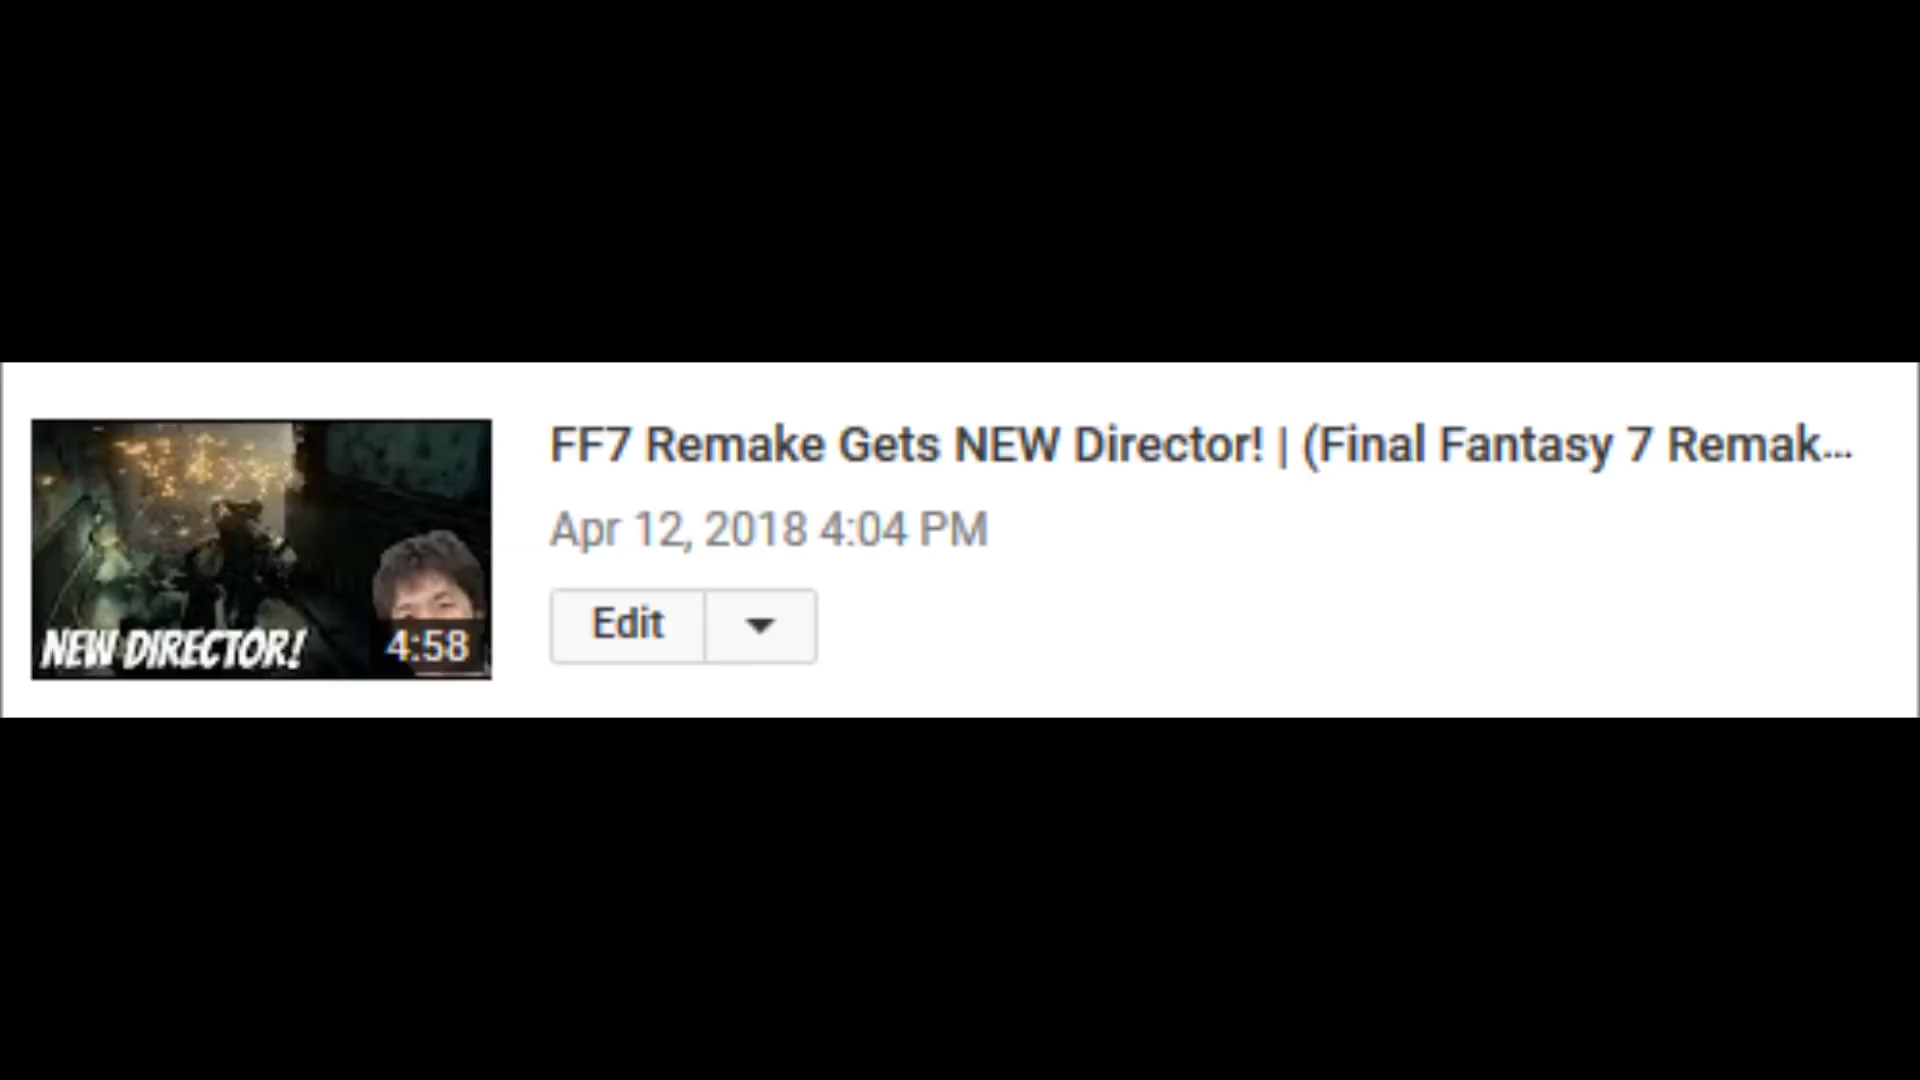 FF7 Remake Gets NEW Director! | (Final Fantasy 7 Remak...
Apr 12, 2018 4:04 PM
Edit
NEW DIRECTOR!
4:58